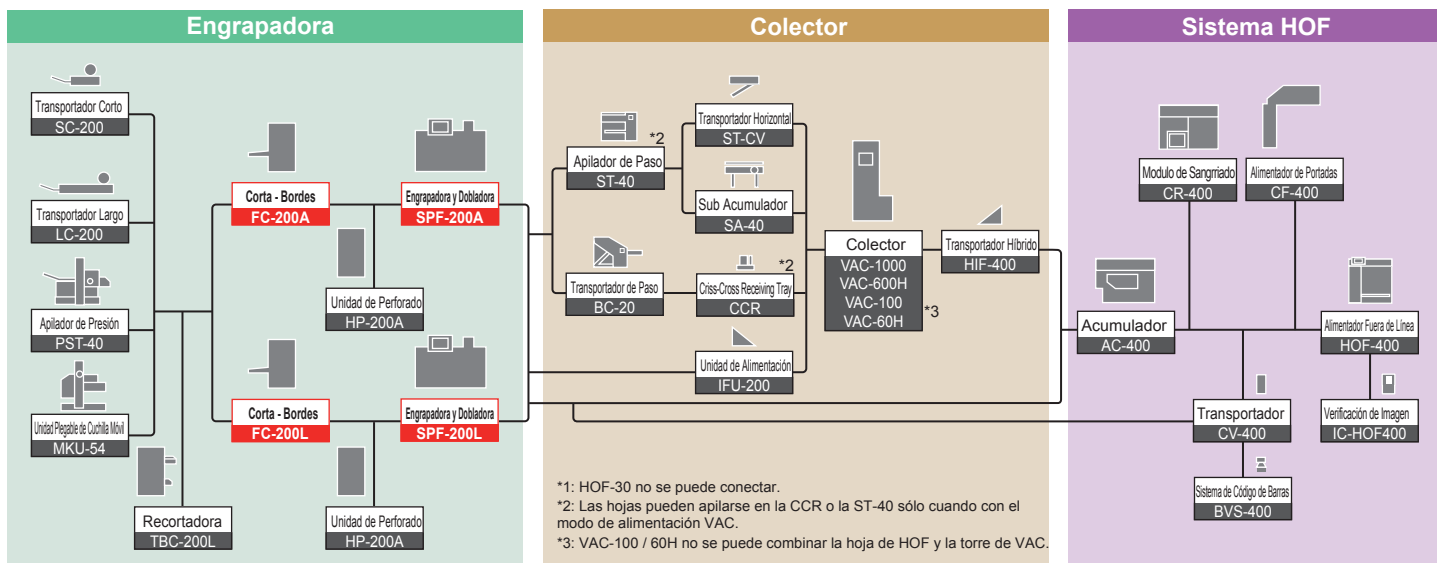 Engrapadora
Transportador Corto
SC-200
Transportador Largo
LC-200
Apilador de Presión
PST-40
Unidad Plegable de Cuchilla Móvil
MKU-54
Recortadora
TBC-200L
Corta - Bordes
FC-200A
Unidad de Perforado
HP-200A
Engrapadora y Dobladora
SPF-200A
Corta - Bordes
FC-200L
Unidad de Perforado
HP-200A
Engrapadora y Dobladora
SPF-200L
Colector
*2
Apilador de Paso
ST-40
Transportador Horizontal
ST-CV
Sub Acumulador
SA-40
Transportador de Paso
BC-20
*2
Criss-Cross Receiving Tray
CCR
Unidad de Alimentación
IFU-200
Colector
VAC-1000
VAC-600H
VAC-100
VAC-60H
*3
Transportador Híbrido
HIF-400
*1: HOF-30 no se puede conectar.
*2: Las hojas pueden apilarse en la CCR o la ST-40 sólo cuando con el
modo de alimentación VAC.
*3: VAC-100 / 60H no se puede combinar la hoja de HOF y la torre de VAC.
Sistema HOF
Modulo de Sangrriado
CR-400
Alimentador de Portadas
CF-400
Acumulador
AC-400
Alimentador Fuera de Línea
HOF-400
Transportador
CV-400
Verificación de Imagen
IC-HOF400
Sistema de Código de Barras
BVS-400